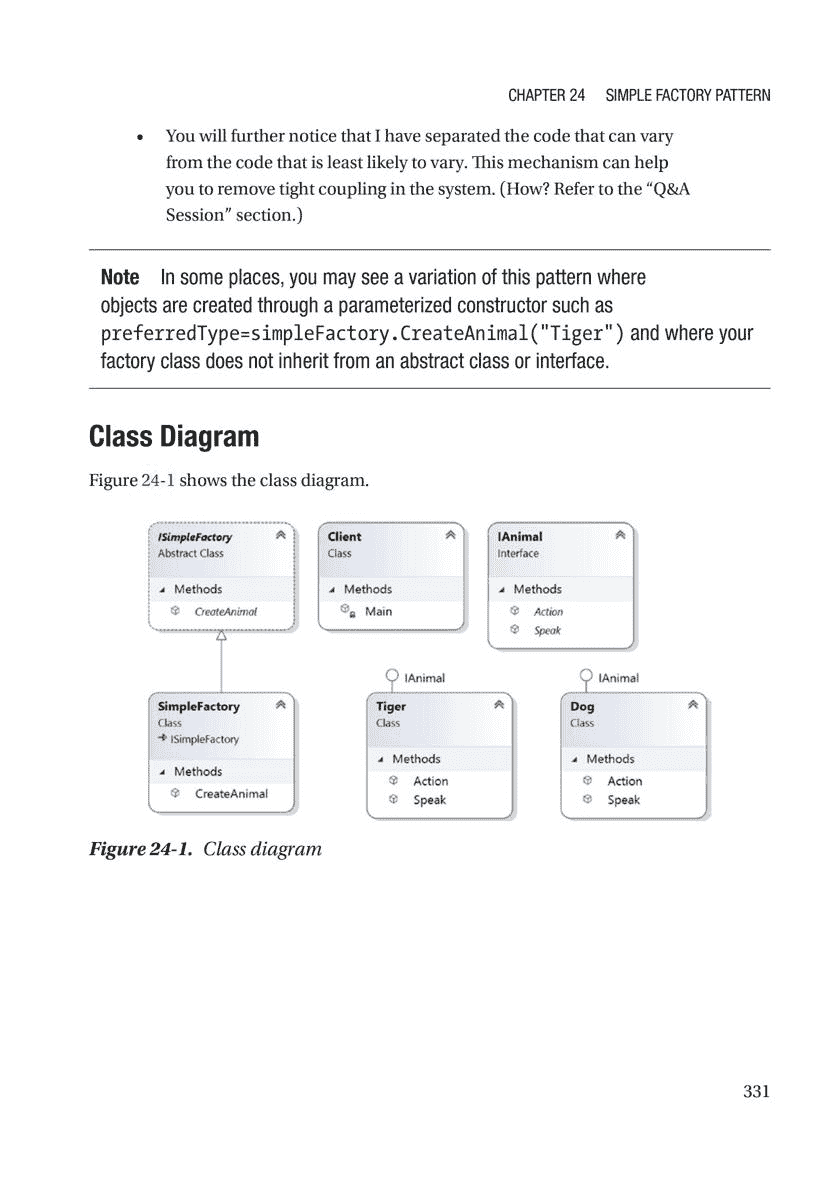 CHAPTER 24 SIMPLE FACTORY PATTERN
• You will further notice that I have separated the code that can vary
from the code that is least likely to vary. This mechanism can help
you to remove tight coupling in the system. (How? Refer to the “Q&A
Session” section.)
Note In some places, you may see a variation of this pattern where
objects are created through a parameterized constructor such as
preferredType=simpleFactory.CreateAnimal("Tiger") and where your
factory class does not inherit from an abstract class or interface.
Class Diagram
Figure 24-1 shows the class diagram.
ISimpleFactory
Abstract Class
Methods
CreateAnimal
Client
Class
Methods
Main
IAnimal
Interface
Methods
Action
Speak
SimpleFactory
Class
ISimpleFactory
Methods
CreateAnimal
IAnimal
Tiger
Class
Methods
Action
Speak
IAnimal
Dog
Class
Methods
Action
Speak
Figure 24-1. Class diagram
331